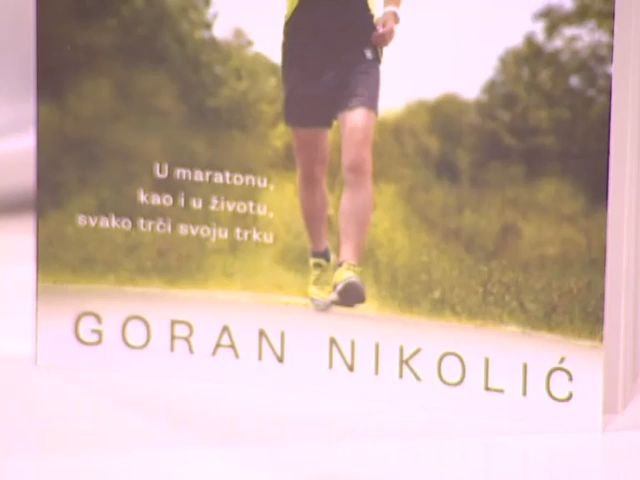 U maratonu,
kao i u životu,
svako trči svoju trku
GORAN NIKOLIĆ